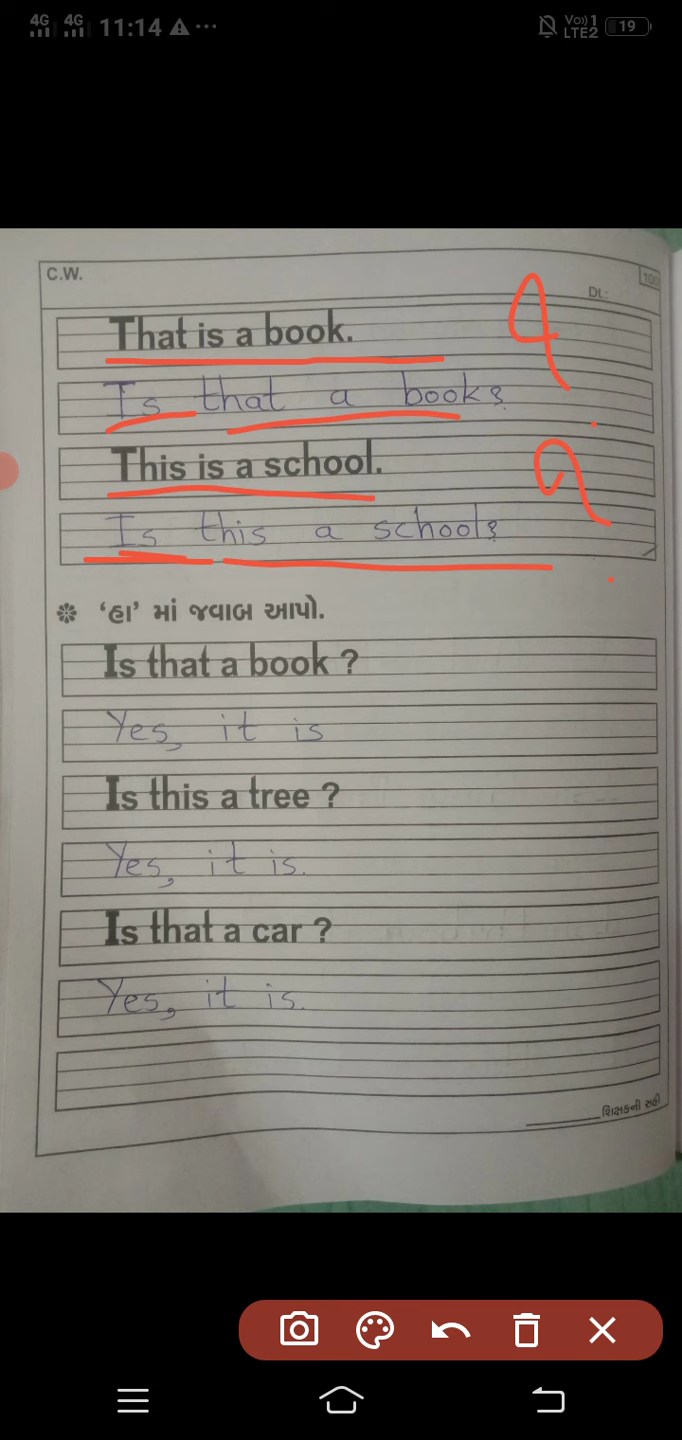 4G 4G 11:14 Vo)) 1 LTE2 19
C.W. 100
Dt.:
That is a book.
Is that a book?
This is a school.
Is this a school?
‘હા’ માં જવાબ આપો.
Is that a book ?
Yes, it is
Is this a tree ?
Yes, it is.
Is that a car ?
Yes, it is.
શિક્ષકની સહી